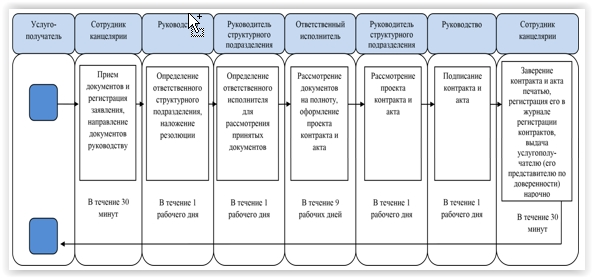 Услуго-
получатель
Сотрудник
канцелярии
Руководство
Руководитель
структурного
подразделения
Ответственный
исполнитель
Руководитель
структурного
подразделения
Руководство
Сотрудник
канцелярии
Прием
документов и
регистрация
заявления,
направление
документов
руководству
Определение
ответственного
структурного
подразделения,
наложение
резолюции
Определение
ответственного
исполнителя
для
рассмотрения
принятых
документов
Рассмотрение
документов
на полноту,
оформление
проекта
контракта и
акта
Рассмотрение
проекта
контракта и
акта
Подписание
контракта и
акта
Заверение
контракта и акта
печатью,
регистрация его в
журнале
регистрации
контрактов,
выдача
услугополу-
чателю (его
представителю по
доверенности)
нарочно
В течение 30
минут
В течение 1
рабочего дня
В течение 1
рабочего дня
В течение 9
рабочих дней
В течение 1
рабочего дня
В течение 1
рабочего дня
В течение 30
минут